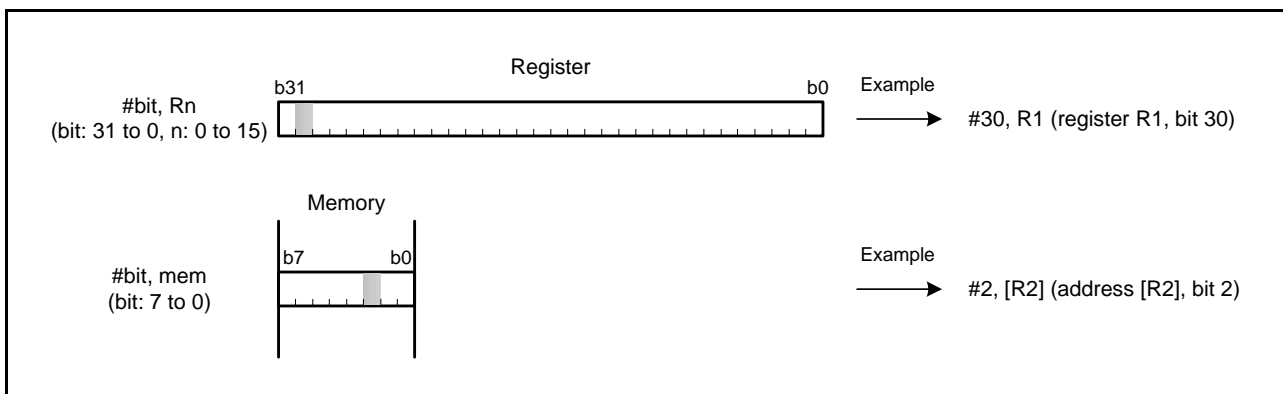 Register
b31
b0
#bit, Rn
(bit: 31 to 0, n: 0 to 15)
Example
#30, R1 (register R1, bit 30)
Memory
b7
b0
#bit, mem
(bit: 7 to 0)
Example
#2, [R2] (address [R2], bit 2)